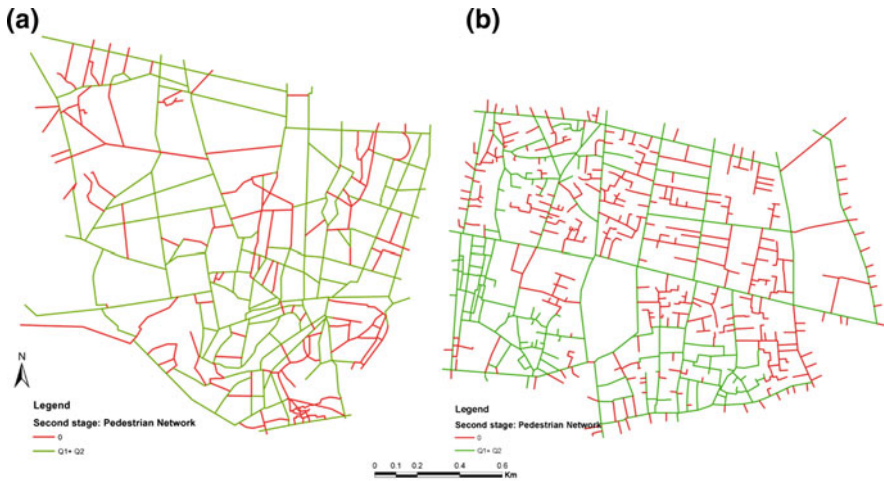 (a)
(b)
N
Legend
Second stage: Pedestrian Network
0
Q1+ Q2
Legend
Second stage: Pedestrian Network
0
Q1+ Q2
0 0.1 0.2 0.4 0.6
Km